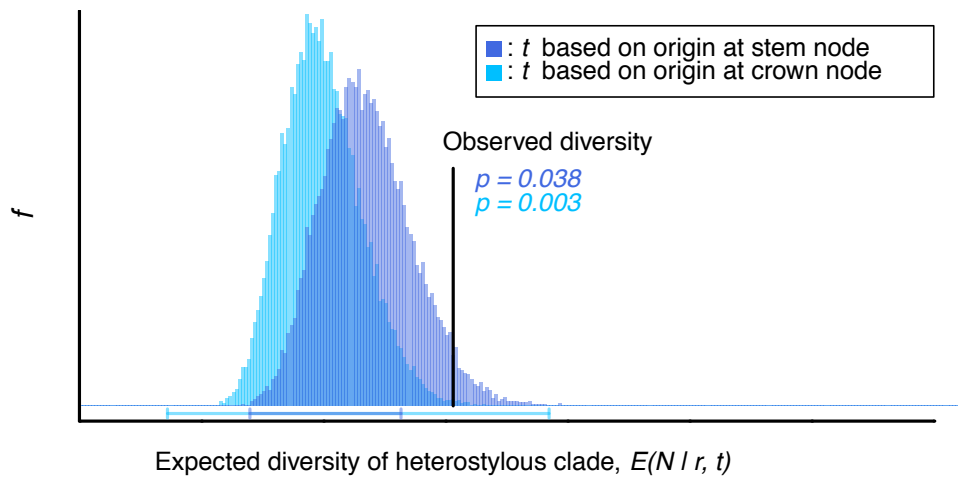 : t based on origin at stem node
: t based on origin at crown node
Observed diversity
p = 0.038
p = 0.003
f
Expected diversity of heterostylous clade, E(N / r, t)